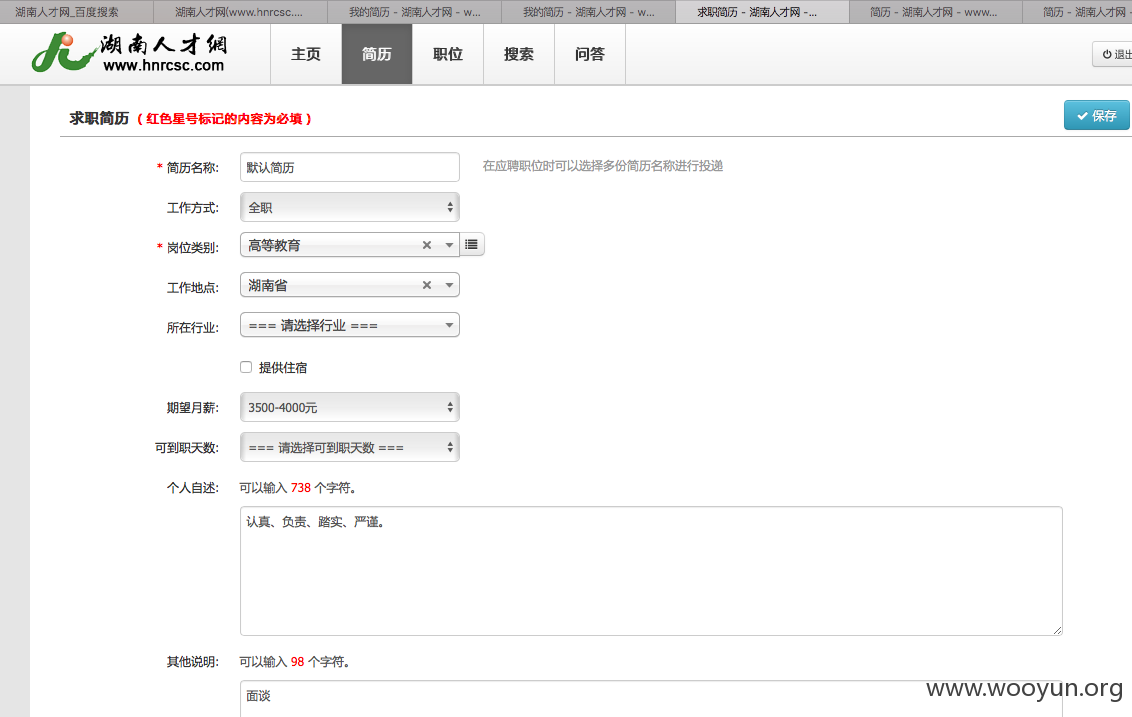 湖南人才网_百度搜索
湖南人才网(www.hnrcsc....
我的简历 - 湖南人才网 - w...
我的简历 - 湖南人才网 - w...
求职简历 - 湖南人才网 -...
简历 - 湖南人才网 - www...
简历 - 湖南人才网 -
湖南人才網
www.hnrcsc.com
主页
简历
职位
搜索
问答
退出
求职简历 ( 红色星号标记的内容为必填 )
保存
* 简历名称: 默认简历 在应聘职位时可以选择多份简历名称进行投递
工作方式: 全职
* 岗位类别: 高等教育
工作地点: 湖南省
所在行业: === 请选择行业 ===
提供住宿
期望月薪: 3500-4000元
可到职天数: === 请选择可到职天数 ===
个人自述: 可以输入 738 个字符。
认真、负责、踏实、严谨。
其他说明: 可以输入 98 个字符。
面谈
www.wooyun.org